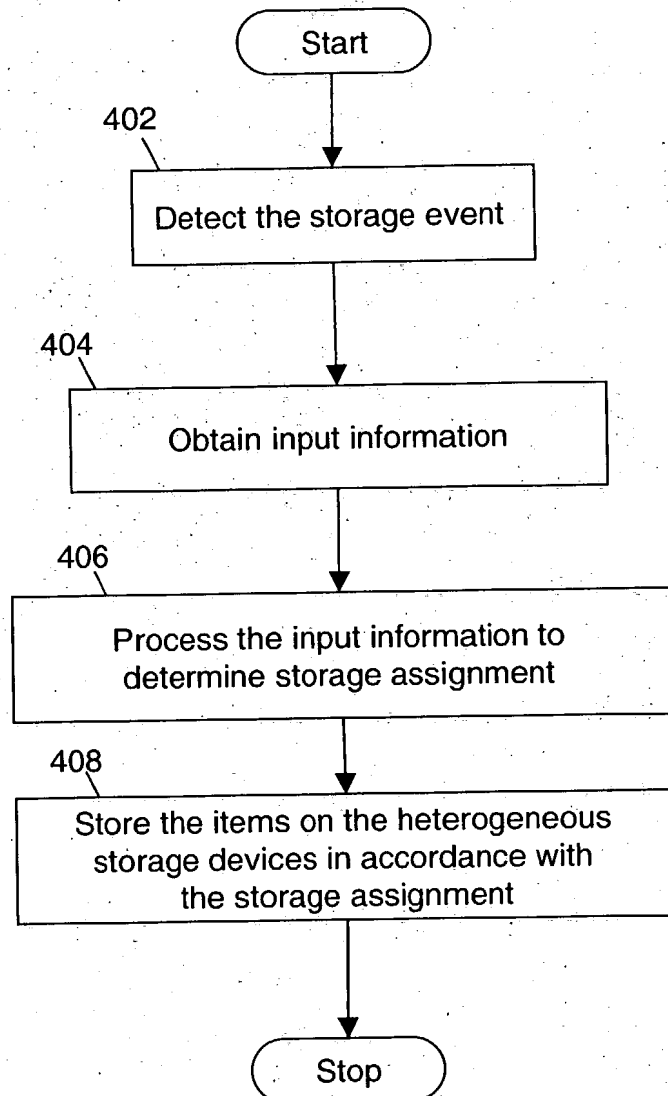 Start
402
Detect the storage event
404
Obtain input information
406
Process the input information to
determine storage assignment
408
Store the items on the heterogeneous
storage devices in accordance with
the storage assignment
Stop